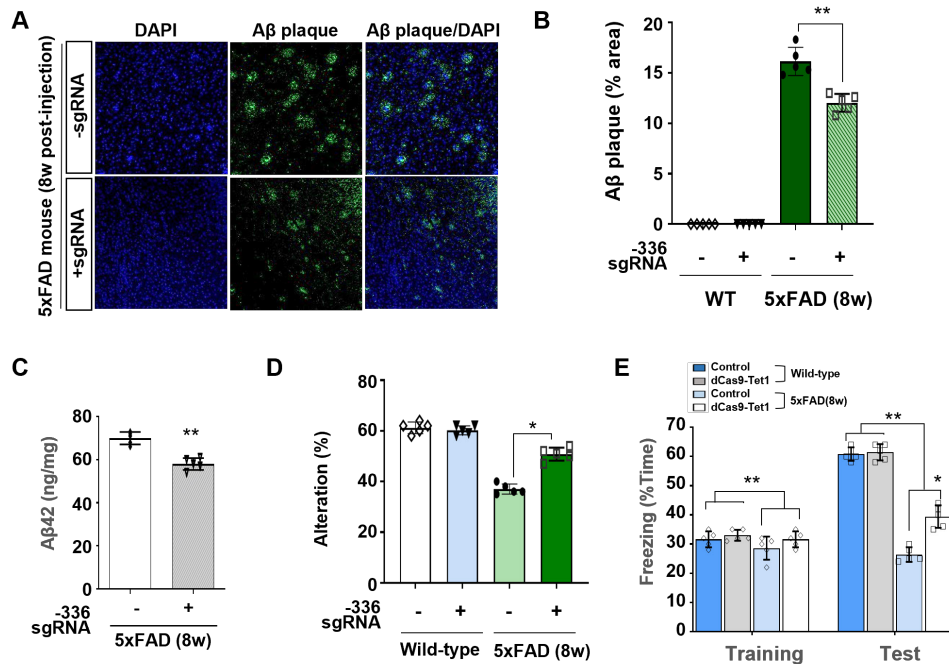 A
DAPI
Aβ plaque
Aβ plaque/DAPI
5xFAD mouse (8w post-injection)
-sgRNA
+sgRNA
B
Aβ plaque (% area)
20
15
10
5
0
**
-336
sgRNA
-
+
-
+
WT
5xFAD (8w)
C
Aβ42 (ng/mg)
80
60
40
20
0
**
-336
sgRNA
-
+
5xFAD (8w)
D
Alteration (%)
80
60
40
20
0
*
-336
sgRNA
-
+
-
+
Wild-type
5xFAD (8w)
E
Control
dCas9-Tet1
Wild-type
Control
dCas9-Tet1
5xFAD(8w)
Freezing (%Time)
70
60
50
40
30
20
10
0
**
**
*
Training
Test